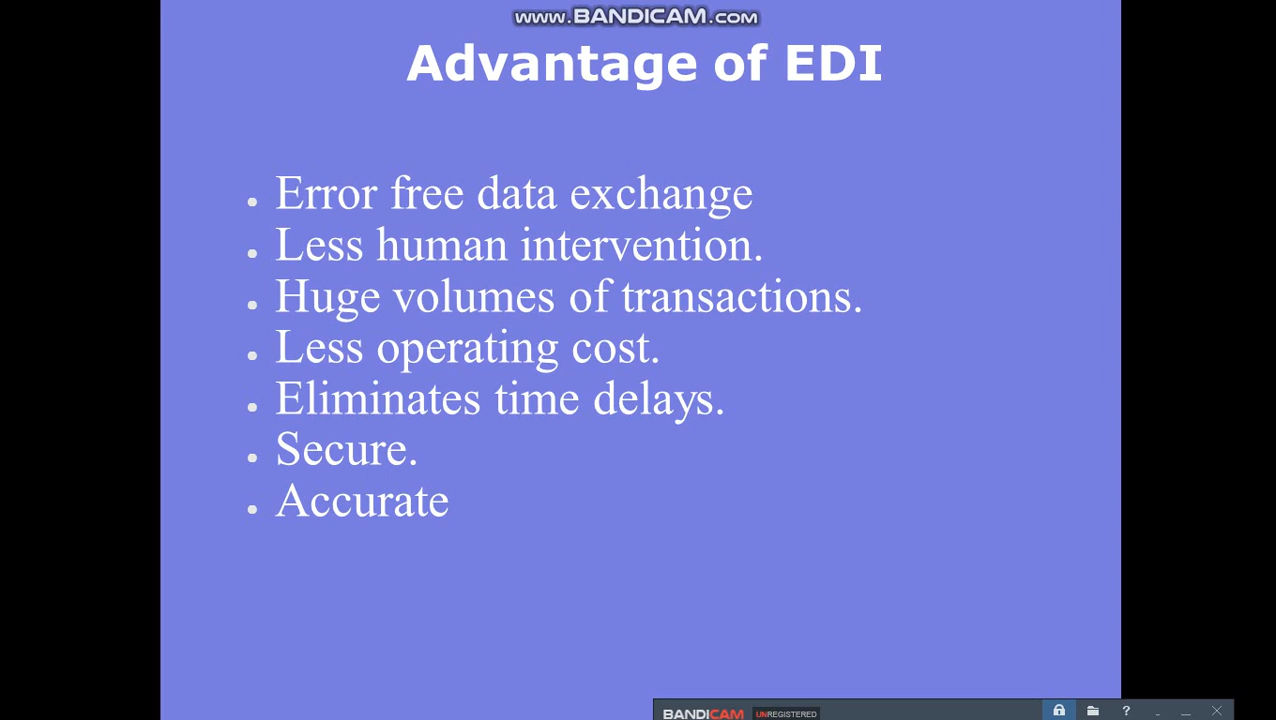 www.BANDICAM.com
Advantage of EDI
• Error free data exchange
• Less human intervention.
• Huge volumes of transactions.
• Less operating cost.
• Eliminates time delays.
• Secure.
• Accurate
BANDICAM UNREGISTERED ?